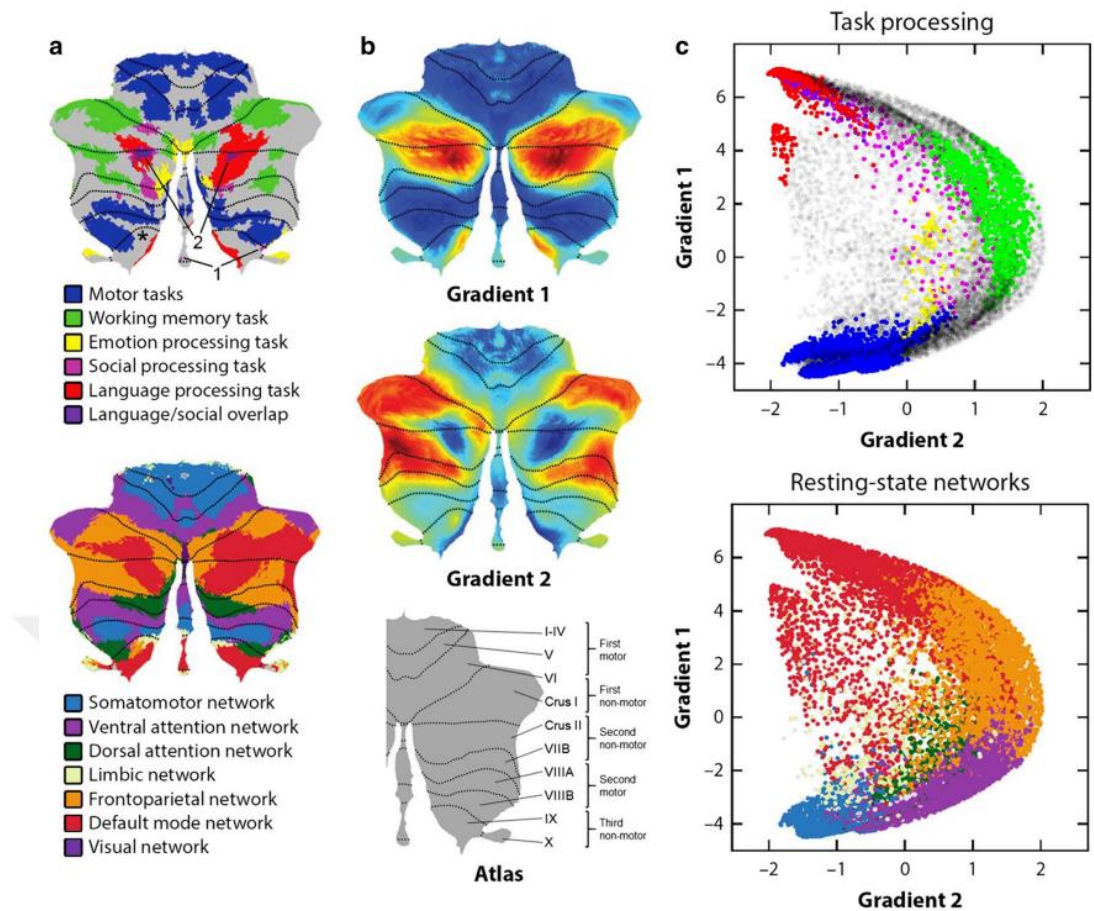 a
*
2
1
Motor tasks
Working memory task
Emotion processing task
Social processing task
Language processing task
Language/social overlap
Somatomotor network
Ventral attention network
Dorsal attention network
Limbic network
Frontoparietal network
Default mode network
Visual network
b
Gradient 1
Gradient 2
I-IV
V
VI
Crus I
Crus II
VIIB
VIIIA
VIIIB
IX
X
First
motor
First
non-motor
Second
non-motor
Second
motor
Third
non-motor
Atlas
c
Task processing
Gradient 1
6
4
2
0
−2
−4
−2
−1
0
1
2
Gradient 2
Resting-state networks
Gradient 1
6
4
2
0
−2
−4
−2
−1
0
1
2
Gradient 2